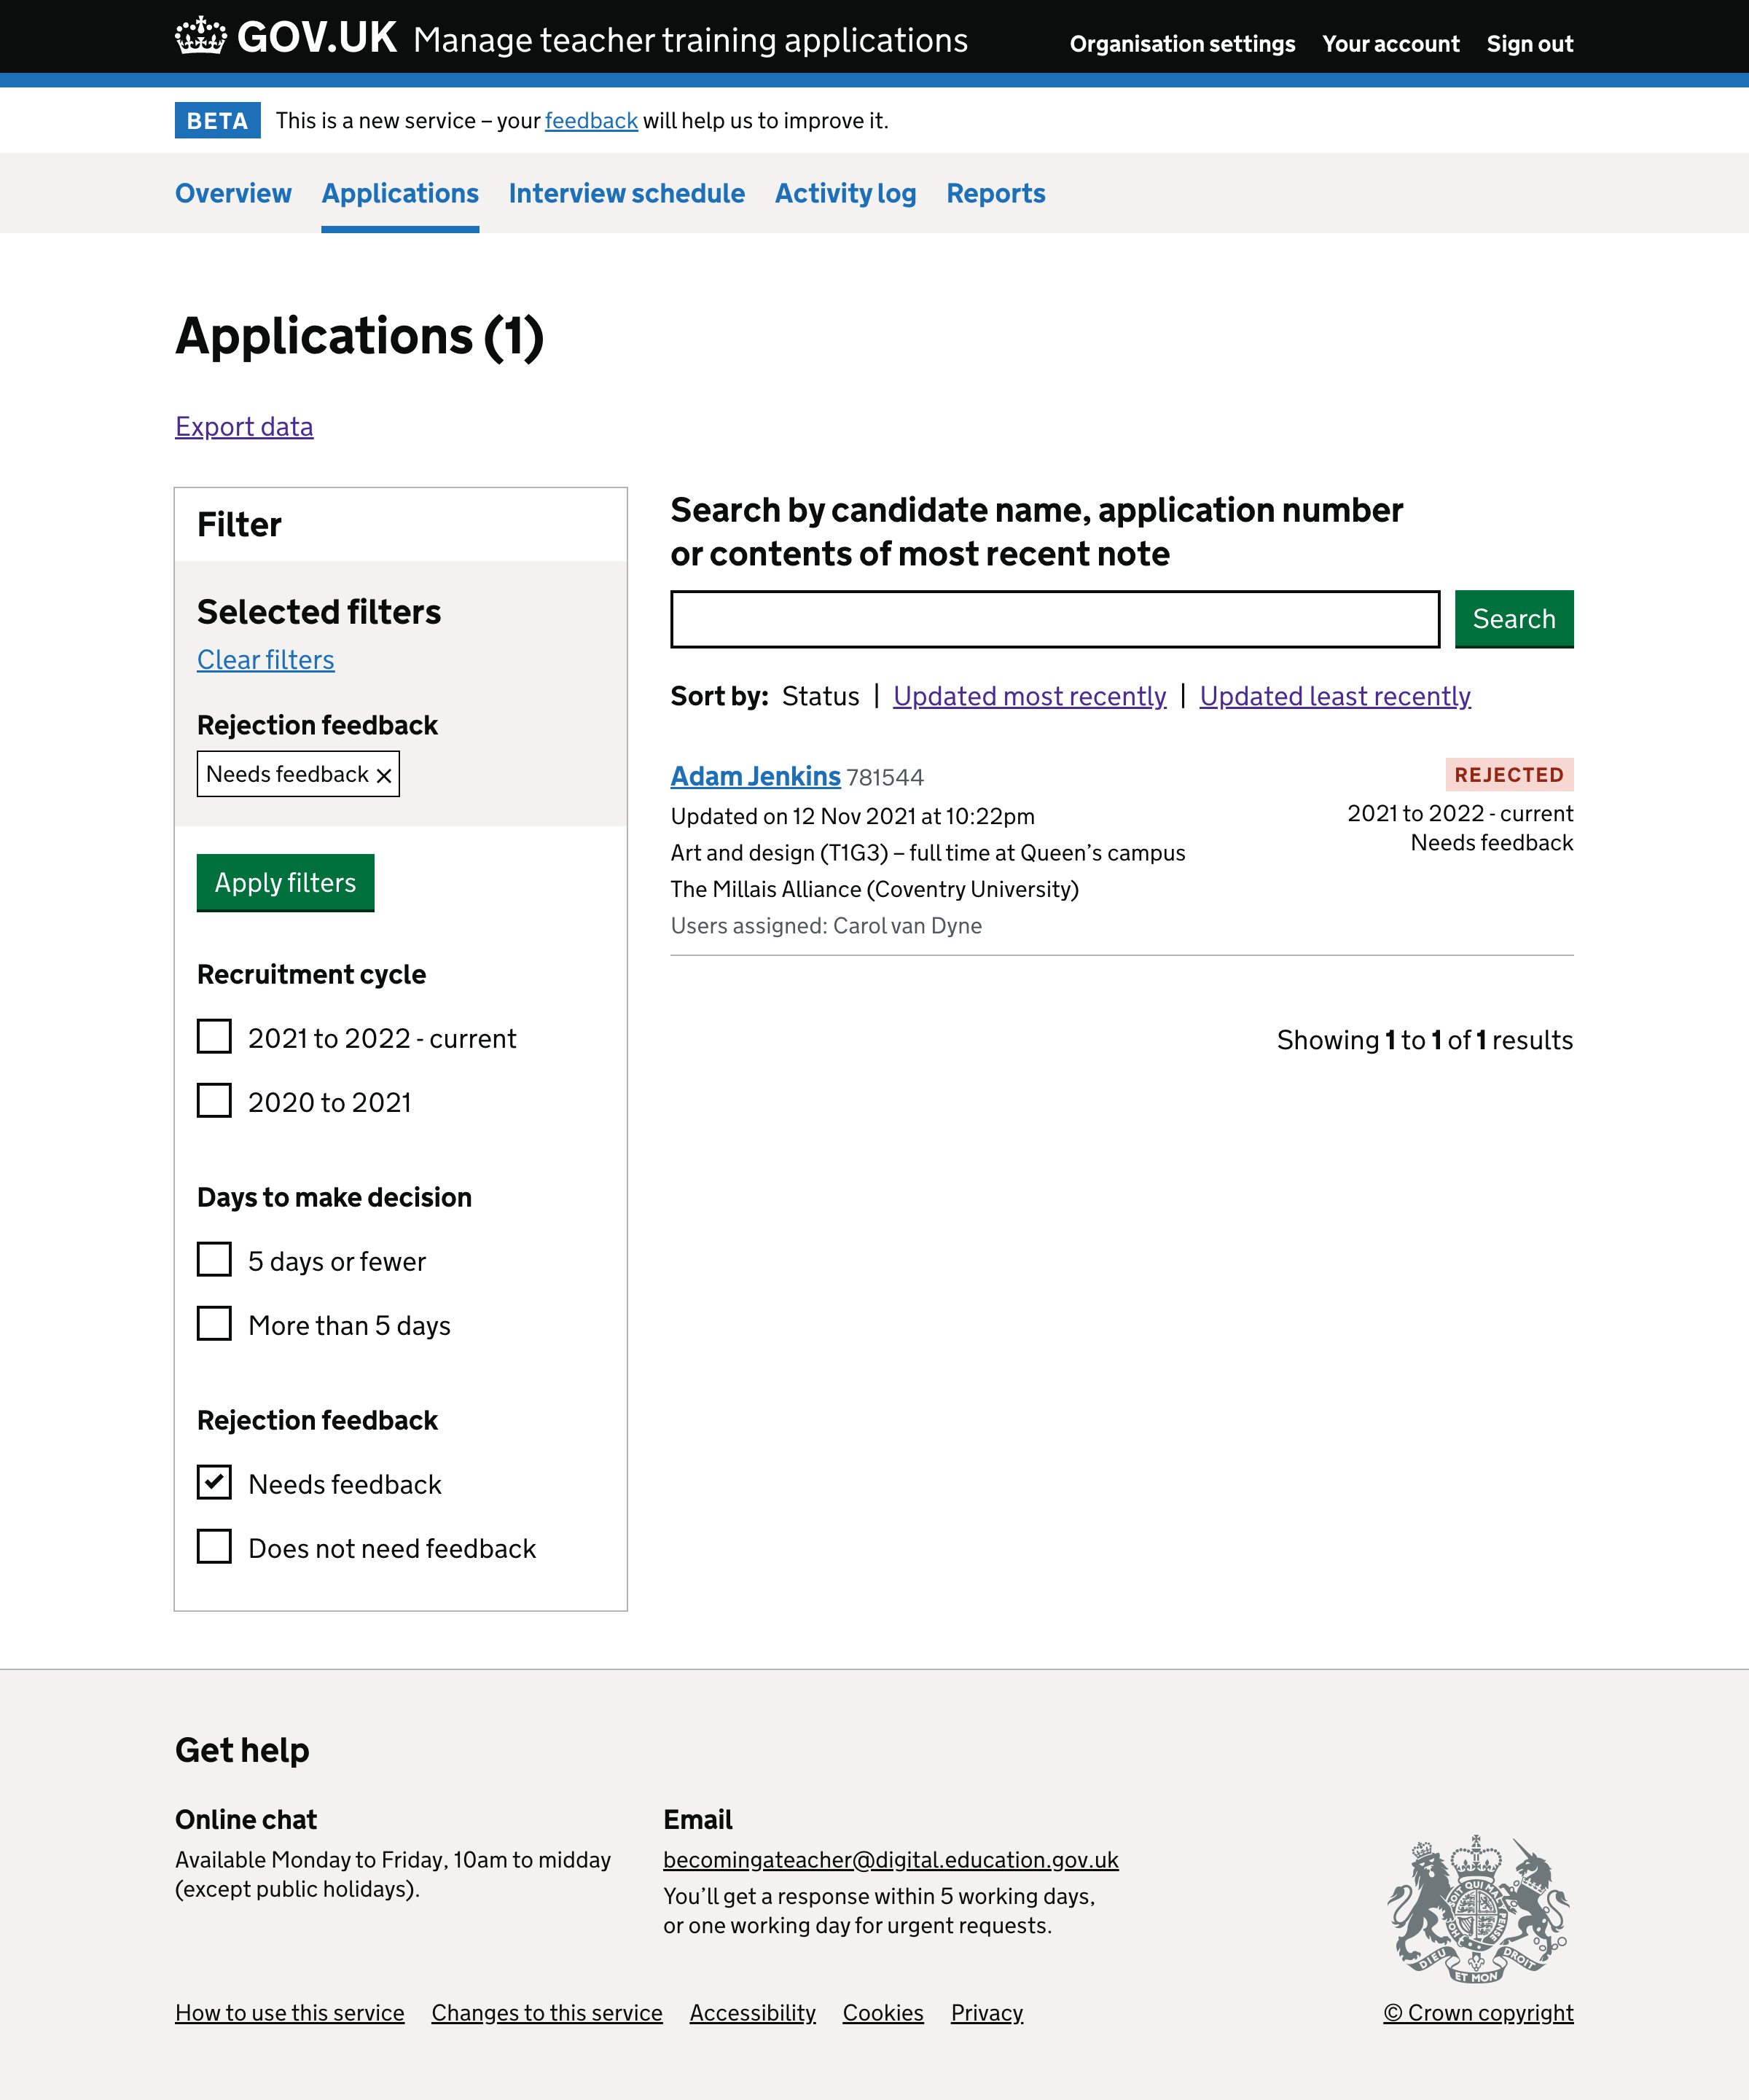 GOV.UK Manage teacher training applications
Organisation settings Your account Sign out
BETA This is a new service – your feedback will help us to improve it.
Overview Applications Interview schedule Activity log Reports
Applications (1)
Export data
Filter
Selected filters
Clear filters
Rejection feedback
Needs feedback ×
Apply filters
Recruitment cycle
2021 to 2022 - current
2020 to 2021
Days to make decision
5 days or fewer
More than 5 days
Rejection feedback
Needs feedback
Does not need feedback
Search by candidate name, application number
or contents of most recent note
Search
Sort by: Status | Updated most recently | Updated least recently
Adam Jenkins 781544
Updated on 12 Nov 2021 at 10:22pm
Art and design (T1G3) – full time at Queen’s campus
The Millais Alliance (Coventry University)
Users assigned: Carol van Dyne
REJECTED
2021 to 2022 - current
Needs feedback
Showing 1 to 1 of 1 results
Get help
Online chat
Available Monday to Friday, 10am to midday
(except public holidays).
Email
becomingateacher@digital.education.gov.uk
You’ll get a response within 5 working days,
or one working day for urgent requests.
How to use this service Changes to this service Accessibility Cookies Privacy
DIEU ET MON DROIT
© Crown copyright